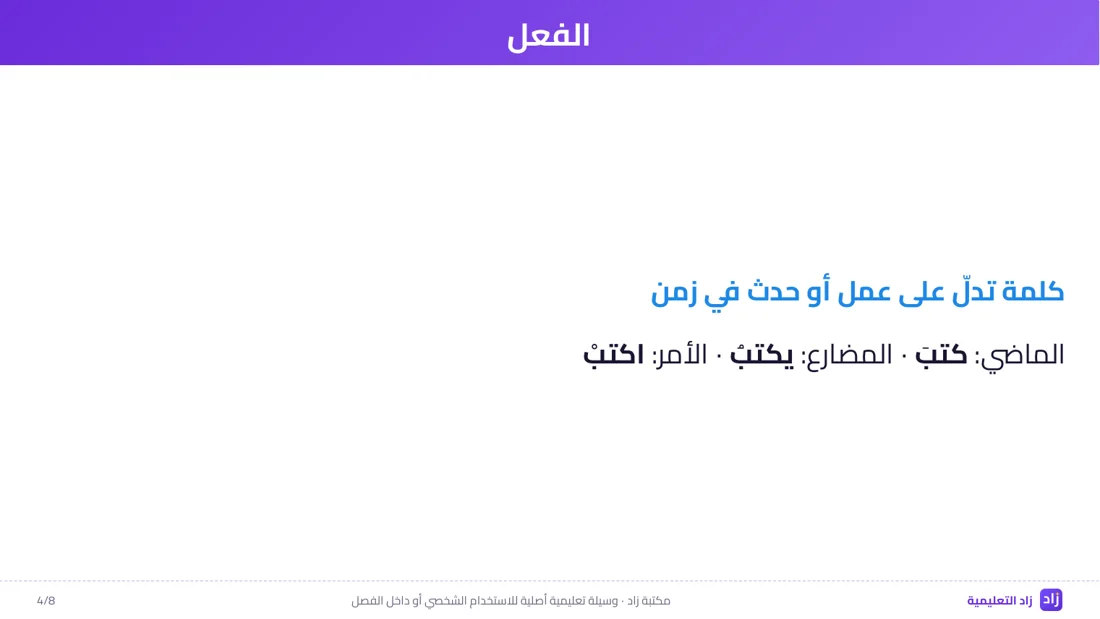 الفعل
كلمة تدلّ على عمل أو حدث في زمن
الماضي: كتبَ · المضارع: يكتبُ · الأمر: اكتبْ
زاد زاد التعليمية
مكتبة زاد · وسيلة تعليمية أصلية للاستخدام الشخصي أو داخل الفصل
4/8